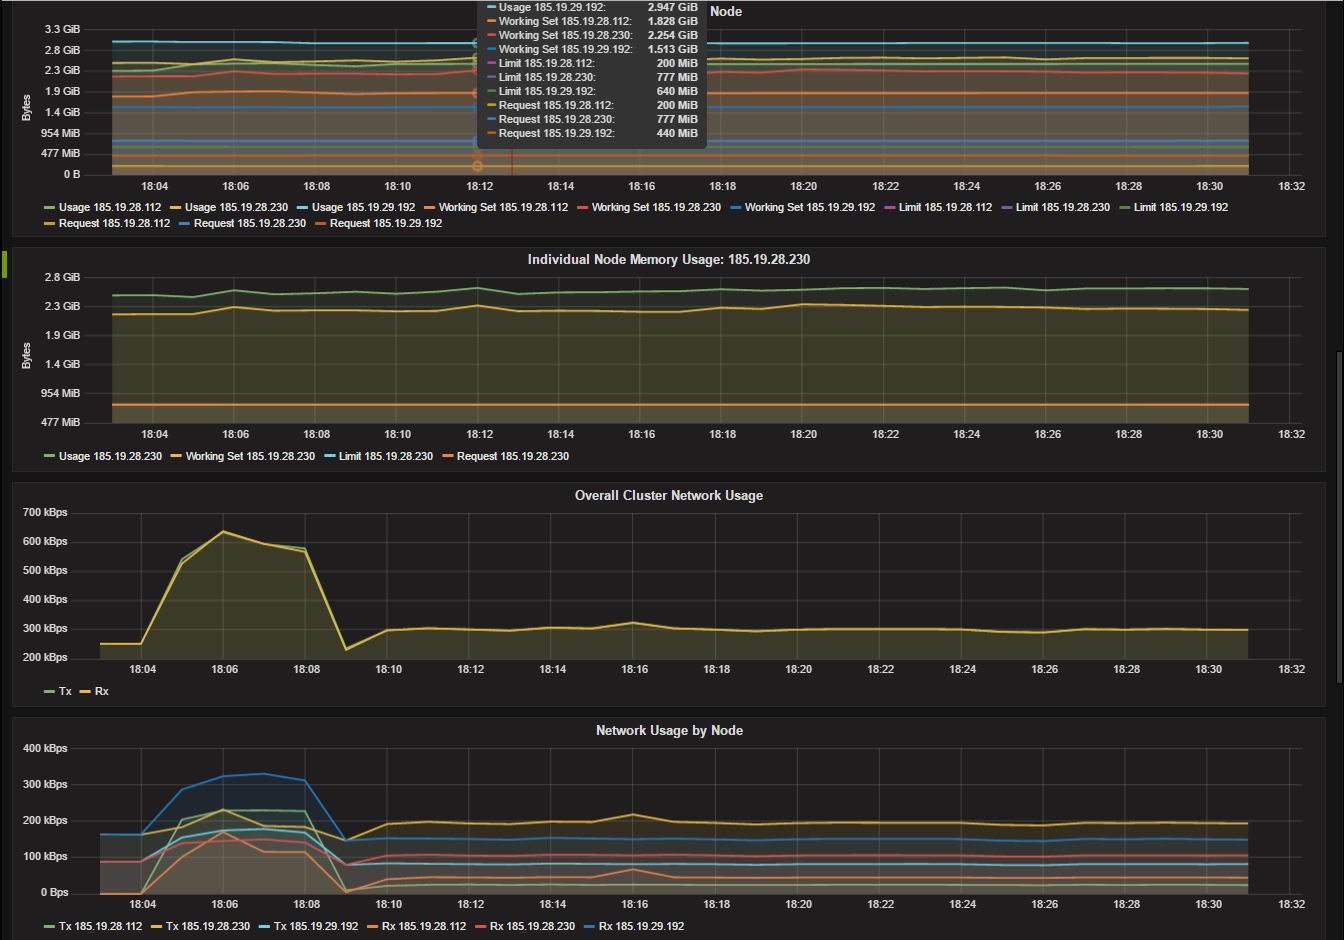 Node
Usage 185.19.29.192: 2.947 GiB
Working Set 185.19.28.112: 1.828 GiB
Working Set 185.19.28.230: 2.254 GiB
Working Set 185.19.29.192: 1.513 GiB
Limit 185.19.28.112: 200 MiB
Limit 185.19.28.230: 777 MiB
Limit 185.19.29.192: 640 MiB
Request 185.19.28.112: 200 MiB
Request 185.19.28.230: 777 MiB
Request 185.19.29.192: 440 MiB
Bytes
3.3 GiB
2.8 GiB
2.3 GiB
1.9 GiB
1.4 GiB
954 MiB
477 MiB
0 B
18:04 18:06 18:08 18:10 18:12 18:14 18:16 18:18 18:20 18:22 18:24 18:26 18:28 18:30 18:32
Usage 185.19.28.112 Usage 185.19.28.230 Usage 185.19.29.192 Working Set 185.19.28.112 Working Set 185.19.28.230 Working Set 185.19.29.192 Limit 185.19.28.112 Limit 185.19.28.230 Limit 185.19.29.192
Request 185.19.28.112 Request 185.19.28.230 Request 185.19.29.192
Individual Node Memory Usage: 185.19.28.230
Bytes
2.8 GiB
2.3 GiB
1.9 GiB
1.4 GiB
954 MiB
477 MiB
18:04 18:06 18:08 18:10 18:12 18:14 18:16 18:18 18:20 18:22 18:24 18:26 18:28 18:30 18:32
Usage 185.19.28.230 Working Set 185.19.28.230 Limit 185.19.28.230 Request 185.19.28.230
Overall Cluster Network Usage
700 kBps
600 kBps
500 kBps
400 kBps
300 kBps
200 kBps
18:04 18:06 18:08 18:10 18:12 18:14 18:16 18:18 18:20 18:22 18:24 18:26 18:28 18:30 18:32
Tx Rx
Network Usage by Node
400 kBps
300 kBps
200 kBps
100 kBps
0 Bps
18:04 18:06 18:08 18:10 18:12 18:14 18:16 18:18 18:20 18:22 18:24 18:26 18:28 18:30 18:32
Tx 185.19.28.112 Tx 185.19.28.230 Tx 185.19.29.192 Rx 185.19.28.112 Rx 185.19.28.230 Rx 185.19.29.192